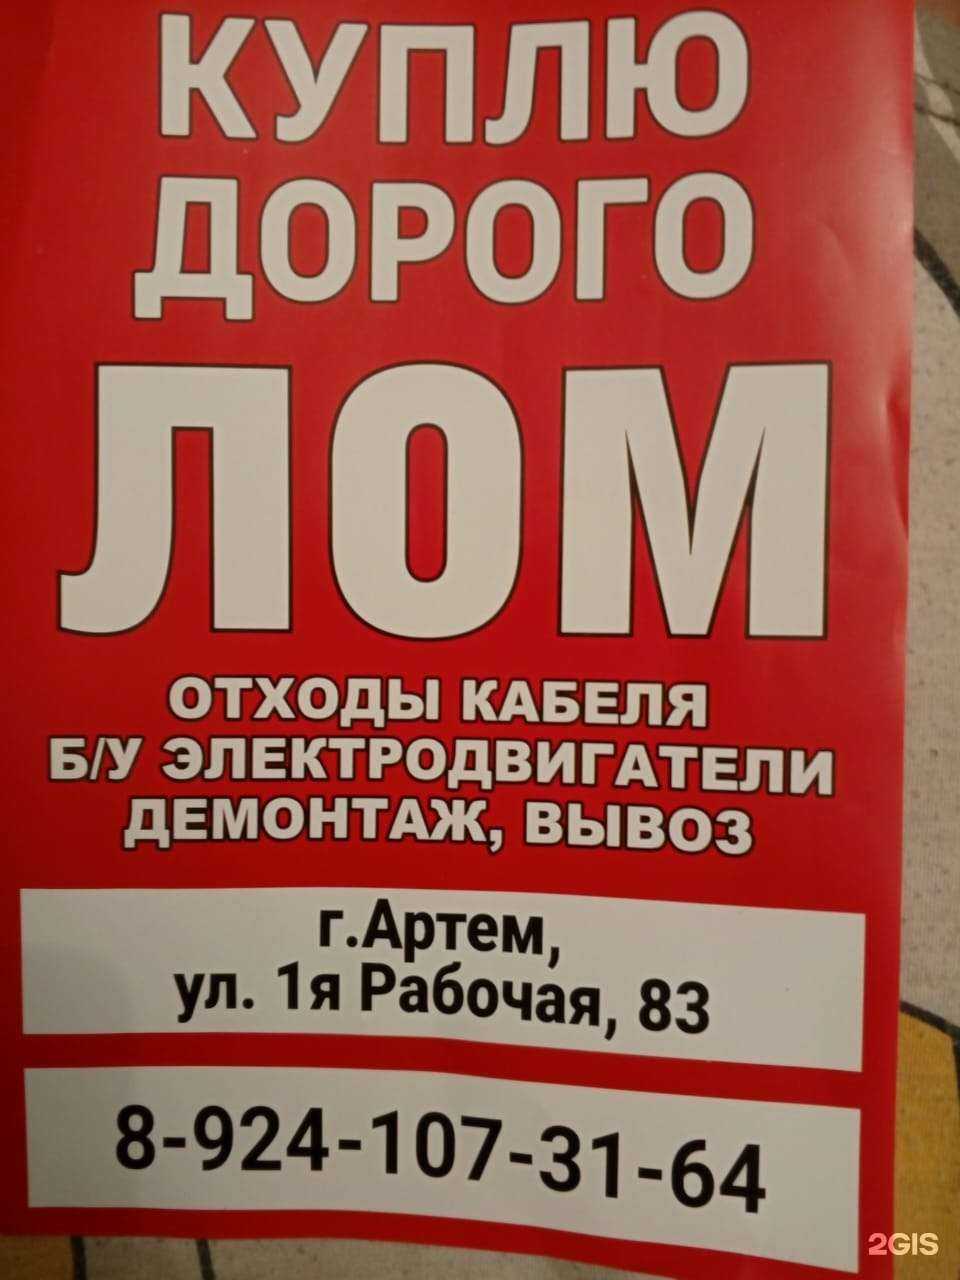 КУПЛЮ
ДОРОГО
ЛОМ
ОТХОДЫ КАБЕЛЯ
Б/У ЭЛЕКТРОДВИГАТЕЛИ
ДЕМОНТАЖ, ВЫВОЗ
г.Артем,
ул. 1я Рабочая, 83
8-924-107-31-64
2GIS